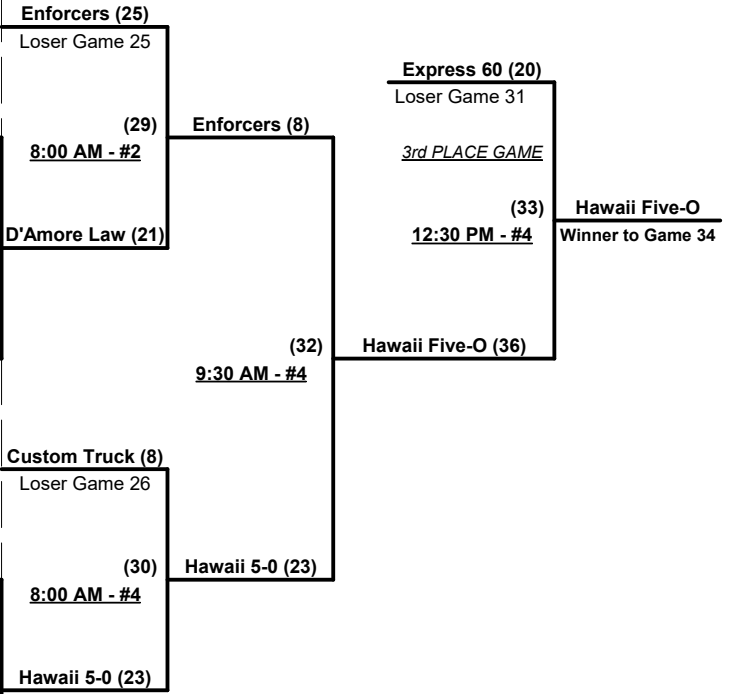 Enforcers (25)
Loser Game 25
(29)
8:00 AM - #2
D'Amore Law (21)
Enforcers (8)
Express 60 (20)
Loser Game 31
3rd PLACE GAME
(33)
12:30 PM - #4
Hawaii Five-O
Winner to Game 34
(32)
9:30 AM - #4
Hawaii Five-O (36)
Custom Truck (8)
Loser Game 26
(30)
8:00 AM - #4
Hawaii 5-0 (23)
Hawaii 5-0 (23)